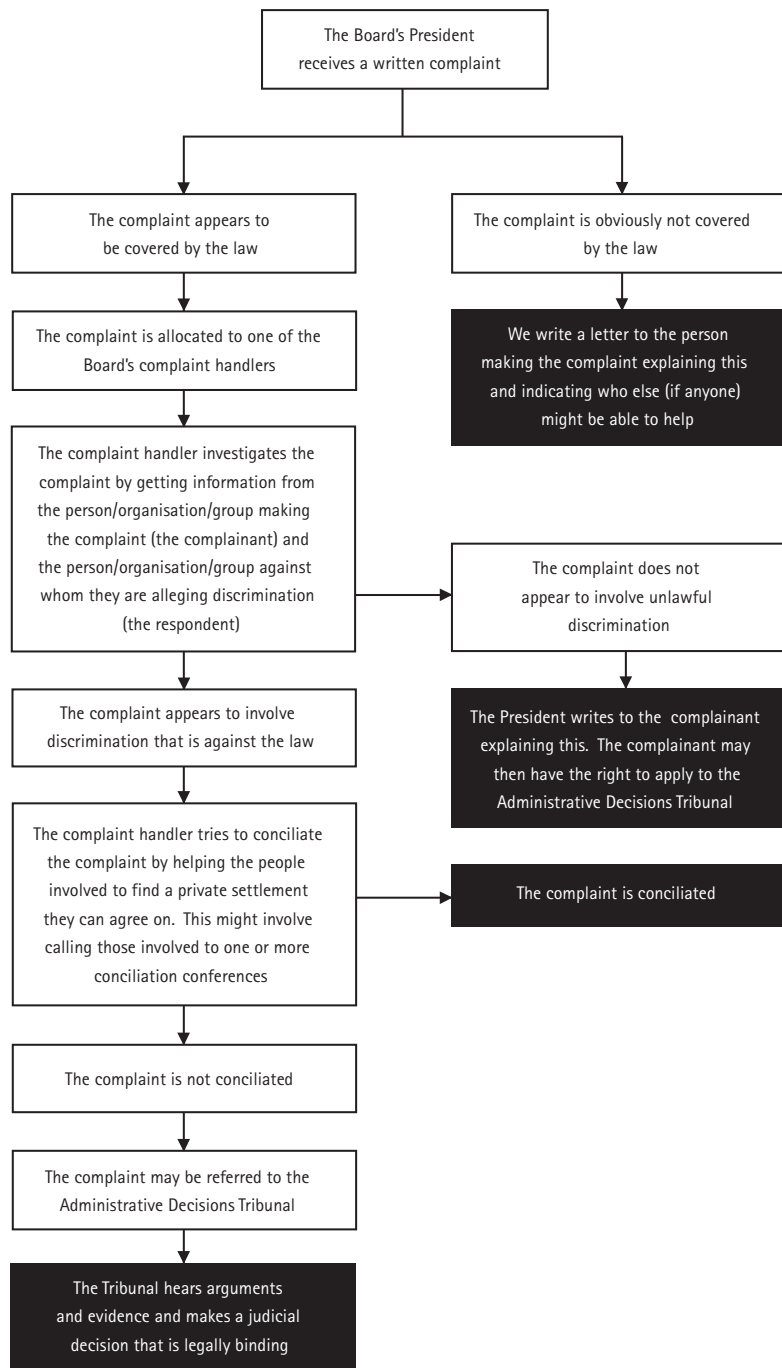 The Board's President
receives a written complaint
The complaint appears to
be covered by the law
The complaint is obviously not covered
by the law
The complaint is allocated to one of the
Board's complaint handlers
We write a letter to the person
making the complaint explaining this
and indicating who else (if anyone)
might be able to help
The complaint handler investigates the
complaint by getting information from
the person/organisation/group making
the complaint (the complainant) and
the person/organisation/group against
whom they are alleging discrimination
(the respondent)
The complaint does not
appear to involve unlawful
discrimination
The complaint appears to involve
discrimination that is against the law
The President writes to the complainant
explaining this. The complainant may
then have the right to apply to the
Administrative Decisions Tribunal
The complaint handler tries to conciliate
the complaint by helping the people
involved to find a private settlement
they can agree on. This might involve
calling those involved to one or more
conciliation conferences
The complaint is conciliated
The complaint is not conciliated
The complaint may be referred to the
Administrative Decisions Tribunal
The Tribunal hears arguments
and evidence and makes a judicial
decision that is legally binding